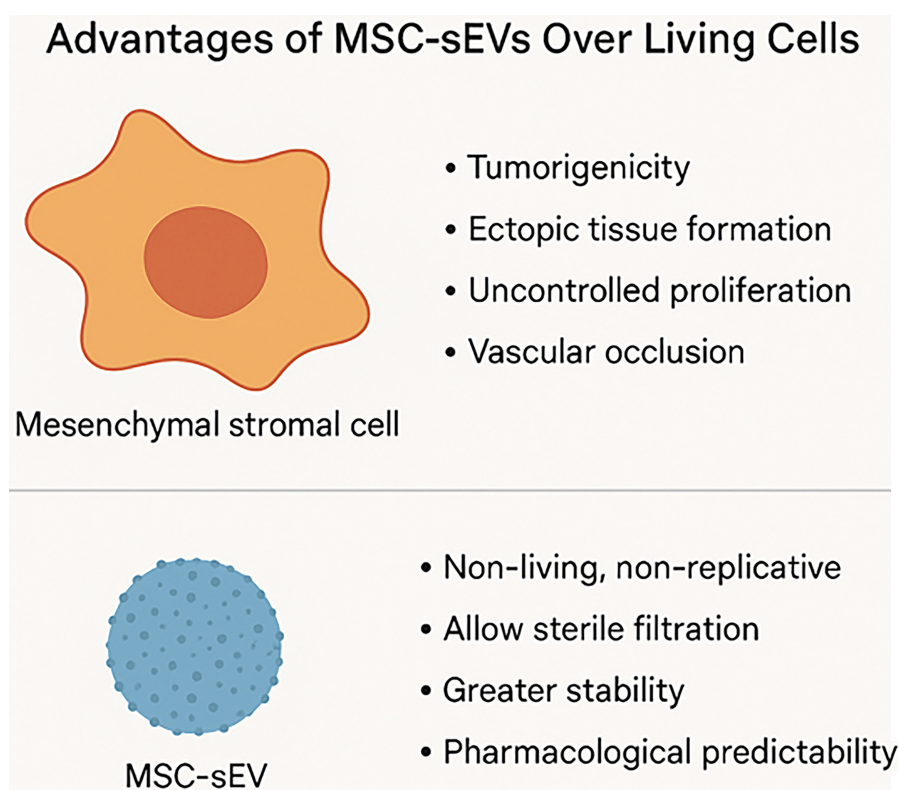 Advantages of MSC-sEVs Over Living Cells
• Tumorigenicity
• Ectopic tissue formation
• Uncontrolled proliferation
• Vascular occlusion
Mesenchymal stromal cell
• Non-living, non-replicative
• Allow sterile filtration
• Greater stability
• Pharmacological predictability
MSC-sEV